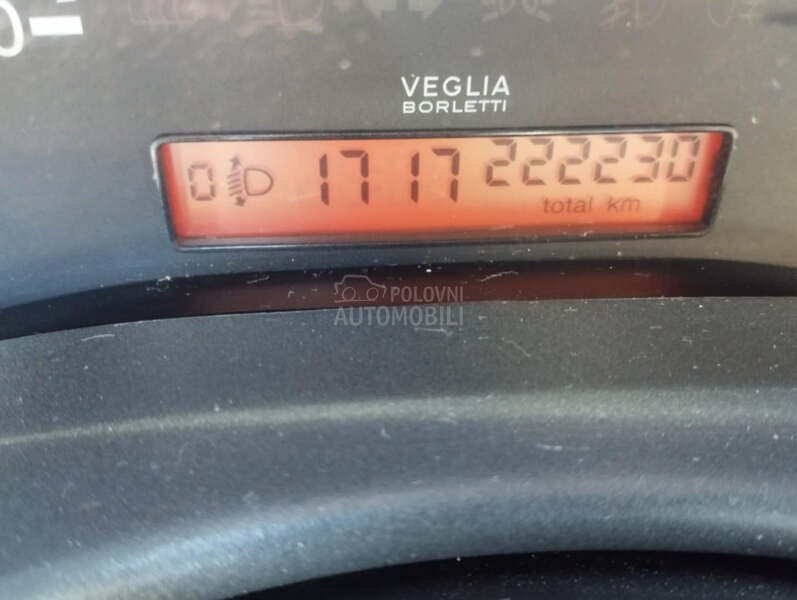 VEGLIA
BORLETTI
0 17 17 222230
total km
POLOVNI
AUTOMOBILI